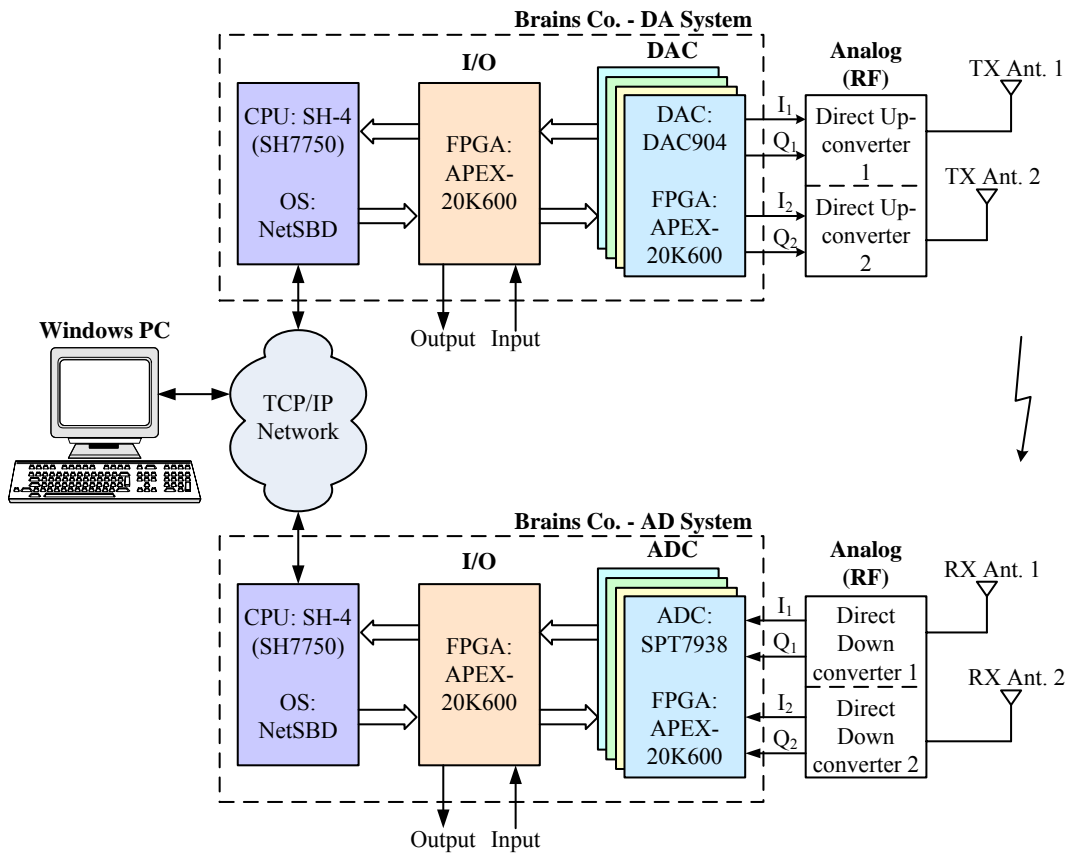 Brains Co. - DA System
I/O
DAC
Analog
(RF)
CPU: SH-4
(SH7750)
OS:
NetSBD
FPGA:
APEX-
20K600
DAC:
DAC904
FPGA:
APEX-
20K600
I₁
Q₁
I₂
Q₂
Direct Up-
converter
1
Direct Up-
converter
2
TX Ant. 1
TX Ant. 2
Output
Input
Windows PC
TCP/IP
Network
Brains Co. - AD System
I/O
ADC
Analog
(RF)
CPU: SH-4
(SH7750)
OS:
NetSBD
FPGA:
APEX-
20K600
ADC:
SPT7938
FPGA:
APEX-
20K600
I₁
Q₁
I₂
Q₂
Direct
Down
converter 1
Direct
Down
converter 2
RX Ant. 1
RX Ant. 2
Output
Input